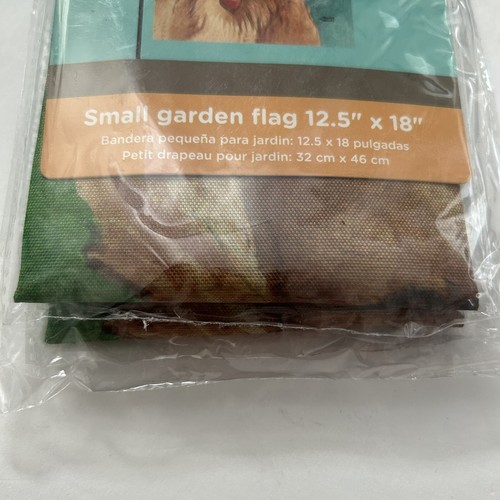 Small garden flag 12.5" x 18"
Bandera pequeña para jardin: 12.5 x 18 pulgadas
Petit drapeau pour jardin: 32 cm x 46 cm